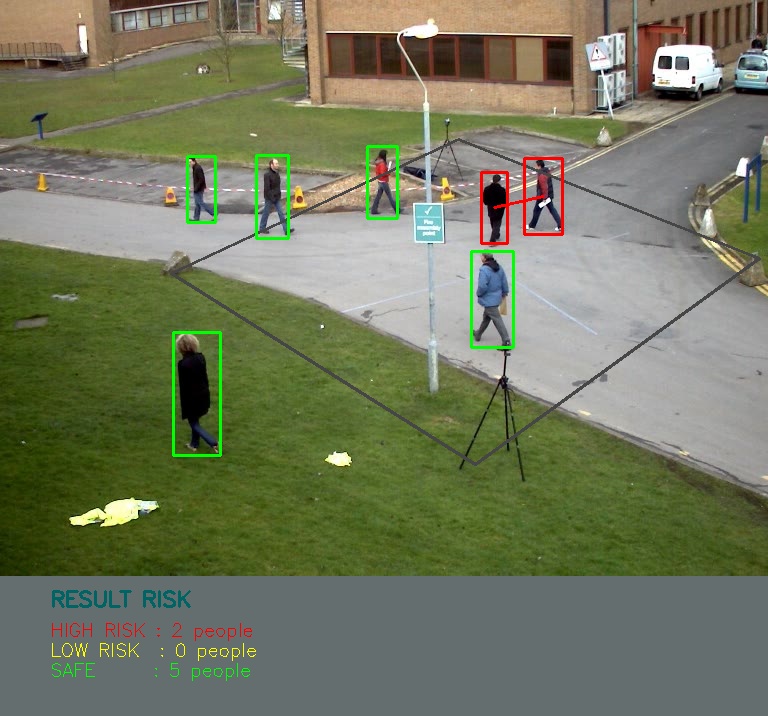 RESULT RISK
HIGH RISK : 2 people
LOW RISK : 0 people
SAFE : 5 people